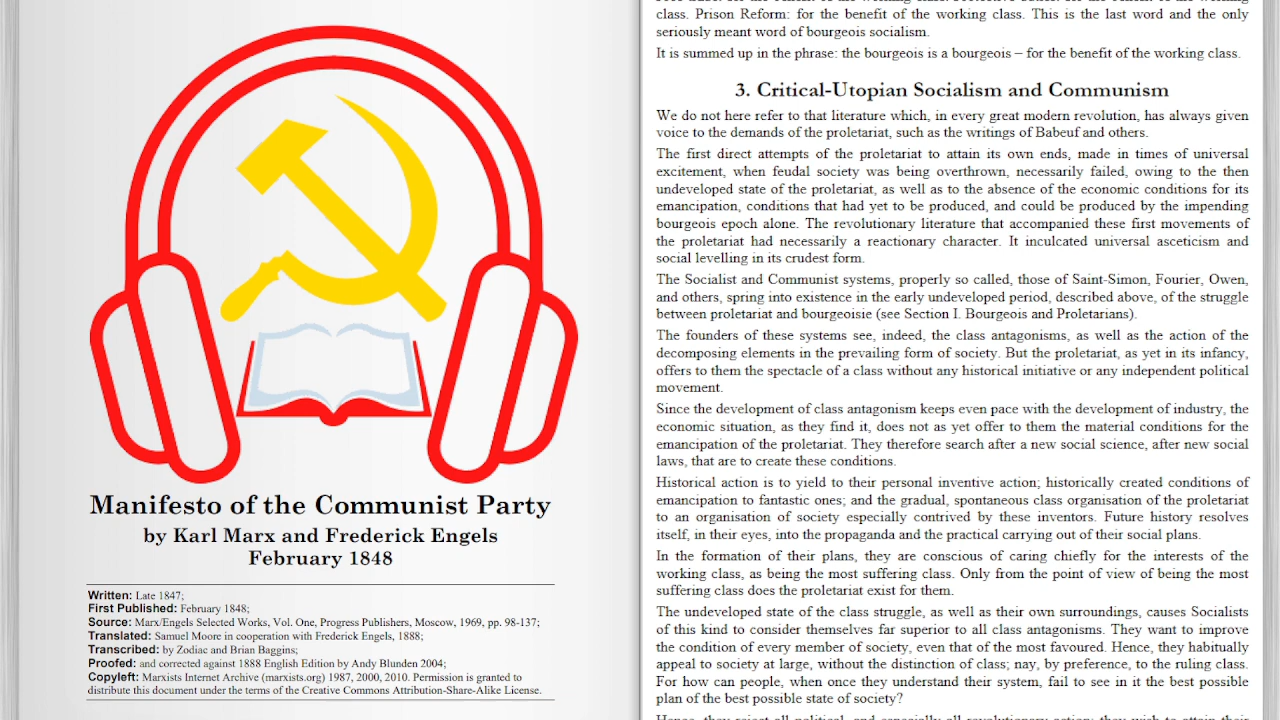 Manifesto of the Communist Party
by Karl Marx and Frederick Engels
February 1848
Written: Late 1847;
First Published: February 1848;
Source: Marx/Engels Selected Works, Vol. One, Progress Publishers, Moscow, 1969, pp. 98-137;
Translated: Samuel Moore in cooperation with Frederick Engels, 1888;
Transcribed: by Zodiac and Brian Baggins;
Proofed: and corrected against 1888 English Edition by Andy Blunden 2004;
Copyleft: Marxists Internet Archive (marxists.org) 1987, 2000, 2010. Permission is granted to
distribute this document under the terms of the Creative Commons Attribution-Share-Alike License.
class. Prison Reform: for the benefit of the working class. This is the last word and the only
seriously meant word of bourgeois socialism.
It is summed up in the phrase: the bourgeois is a bourgeois – for the benefit of the working class.
3. Critical-Utopian Socialism and Communism
We do not here refer to that literature which, in every great modern revolution, has always given
voice to the demands of the proletariat, such as the writings of Babeuf and others.
The first direct attempts of the proletariat to attain its own ends, made in times of universal
excitement, when feudal society was being overthrown, necessarily failed, owing to the then
undeveloped state of the proletariat, as well as to the absence of the economic conditions for its
emancipation, conditions that had yet to be produced, and could be produced by the impending
bourgeois epoch alone. The revolutionary literature that accompanied these first movements of
the proletariat had necessarily a reactionary character. It inculcated universal asceticism and
social levelling in its crudest form.
The Socialist and Communist systems, properly so called, those of Saint-Simon, Fourier, Owen,
and others, spring into existence in the early undeveloped period, described above, of the struggle
between proletariat and bourgeoisie (see Section I. Bourgeois and Proletarians).
The founders of these systems see, indeed, the class antagonisms, as well as the action of the
decomposing elements in the prevailing form of society. But the proletariat, as yet in its infancy,
offers to them the spectacle of a class without any historical initiative or any independent political
movement.
Since the development of class antagonism keeps even pace with the development of industry, the
economic situation, as they find it, does not as yet offer to them the material conditions for the
emancipation of the proletariat. They therefore search after a new social science, after new social
laws, that are to create these conditions.
Historical action is to yield to their personal inventive action; historically created conditions of
emancipation to fantastic ones; and the gradual, spontaneous class organisation of the proletariat
to an organisation of society especially contrived by these inventors. Future history resolves
itself, in their eyes, into the propaganda and the practical carrying out of their social plans.
In the formation of their plans, they are conscious of caring chiefly for the interests of the
working class, as being the most suffering class. Only from the point of view of being the most
suffering class does the proletariat exist for them.
The undeveloped state of the class struggle, as well as their own surroundings, causes Socialists
of this kind to consider themselves far superior to all class antagonisms. They want to improve
the condition of every member of society, even that of the most favoured. Hence, they habitually
appeal to society at large, without the distinction of class; nay, by preference, to the ruling class.
For how can people, when once they understand their system, fail to see in it the best possible
plan of the best possible state of society?